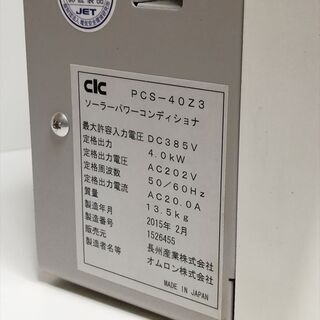 JET
CIC PCS-40Z3
ソーラーパワーコンディショナ
最大許容入力電圧 DC385V
定格出力 4.0kW
定格出力電圧 AC202V
定格周波数 50/60Hz
定格出力電流 AC20.0A
質量 13.5kg
製造年月 2015年 2月
製造番号 1526455
販売元 長州産業株式会社
製造者名等 オムロン株式会社
MADE IN JAPAN